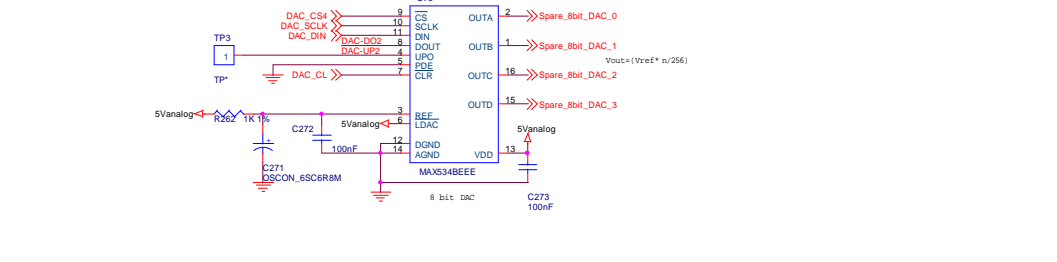 DAC_CS4 9 CS OUTA 2 Spare_8bit_DAC_0
DAC_SCLK 10 SCLK
DAC_DIN 11 DIN
TP3 DAC-DO2 8 DOUT OUTB 1 Spare_8bit_DAC_1
1 DAC-UP2 4 UPO
Vout=(Vref* n/256)
5 PDE
TP* DAC_CL 7 CLR OUTC 16 Spare_8bit_DAC_2
OUTD 15 Spare_8bit_DAC_3
5Vanalog 3 REF
R262 1K 1% 5Vanalog 6 LDAC
C272 5Vanalog
12 DGND
100nF 14 AGND VDD 13
C271 MAX534BEEE
OSCON_6SC6R8M
8 bit DAC C273
100nF